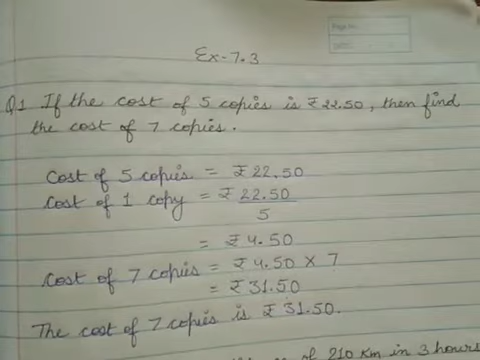 Ex-7.3
Q1 If the cost of 5 copies is ₹22.50, then find
the cost of 7 copies.
Cost of 5 copies = ₹22.50
Cost of 1 copy = ₹ 22.50
5
= ₹4.50
Cost of 7 copies = ₹4.50 × 7
= ₹31.50
The cost of 7 copies is ₹31.50.
of 210 km in 3 hours